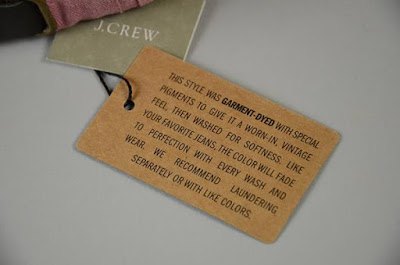 J.CREW
THIS STYLE WAS GARMENT-DYED WITH SPECIAL
PIGMENTS TO GIVE IT A WORN-IN, VINTAGE
FEEL, THEN WASHED FOR SOFTNESS. LIKE
YOUR FAVORITE JEANS, THE COLOR WILL FADE
TO PERFECTION WITH EVERY WASH AND
WEAR. WE RECOMMEND LAUNDERING
SEPARATELY OR WITH LIKE COLORS.